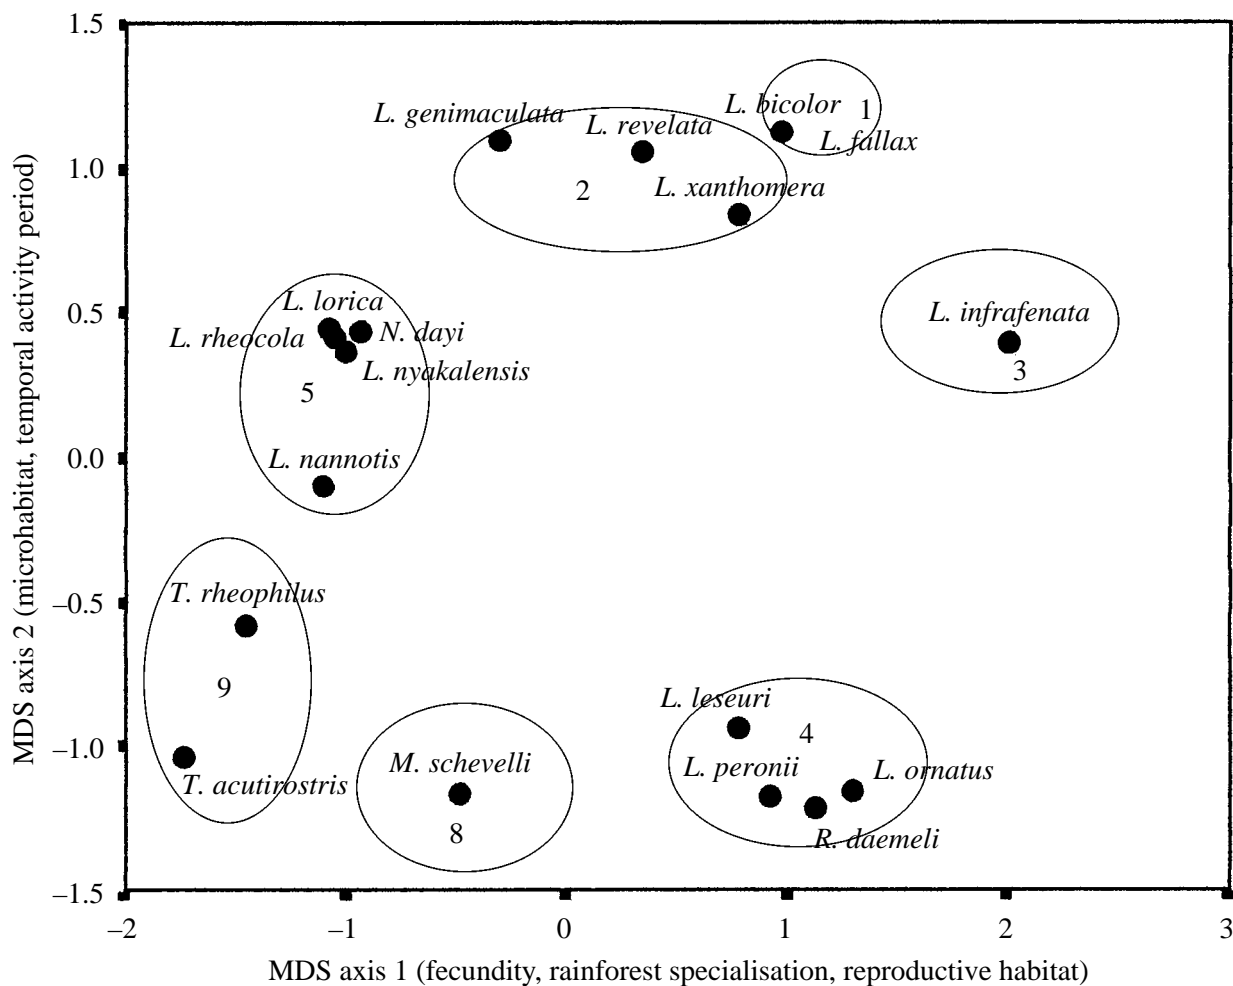 1.5
L. bicolor
1
L. genimaculata
L. revelata
L. fallax
1.0
2
L. xanthomera
0.5
L. lorica
L. infrafenata
L. rheocola
N. dayi
L. nyakalensis
3
5
0.0
L. nannotis
T. rheophilus
–0.5
9
L. leseuri
4
–1.0
M. schevelli
L. peronii
L. ornatus
T. acutirostris
8
R. daemeli
–1.5
–2
–1
0
1
2
3
MDS axis 1 (fecundity, rainforest specialisation, reproductive habitat)
MDS axis 2 (microhabitat, temporal activity period)